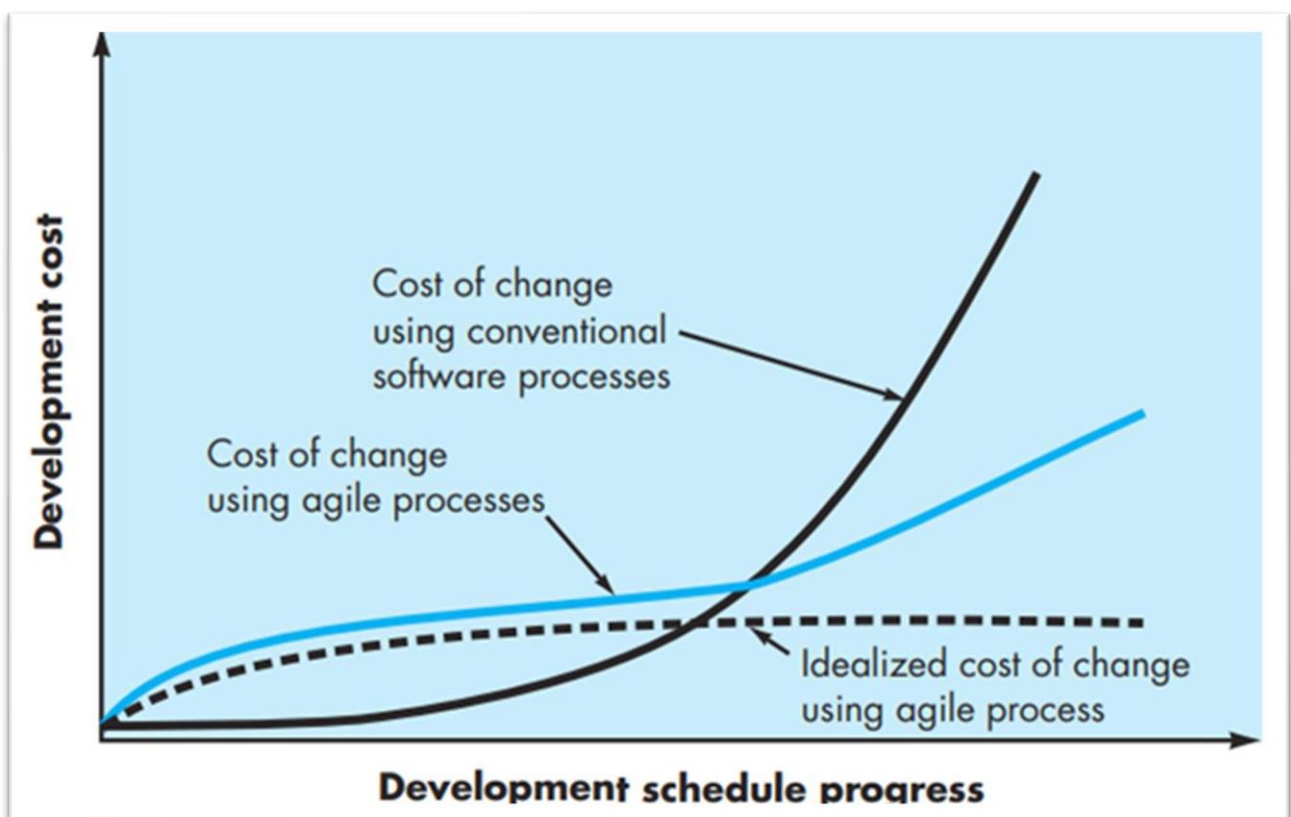 Development cost
Cost of change
using conventional
software processes
Cost of change
using agile processes
Idealized cost of change
using agile process
Development schedule progress